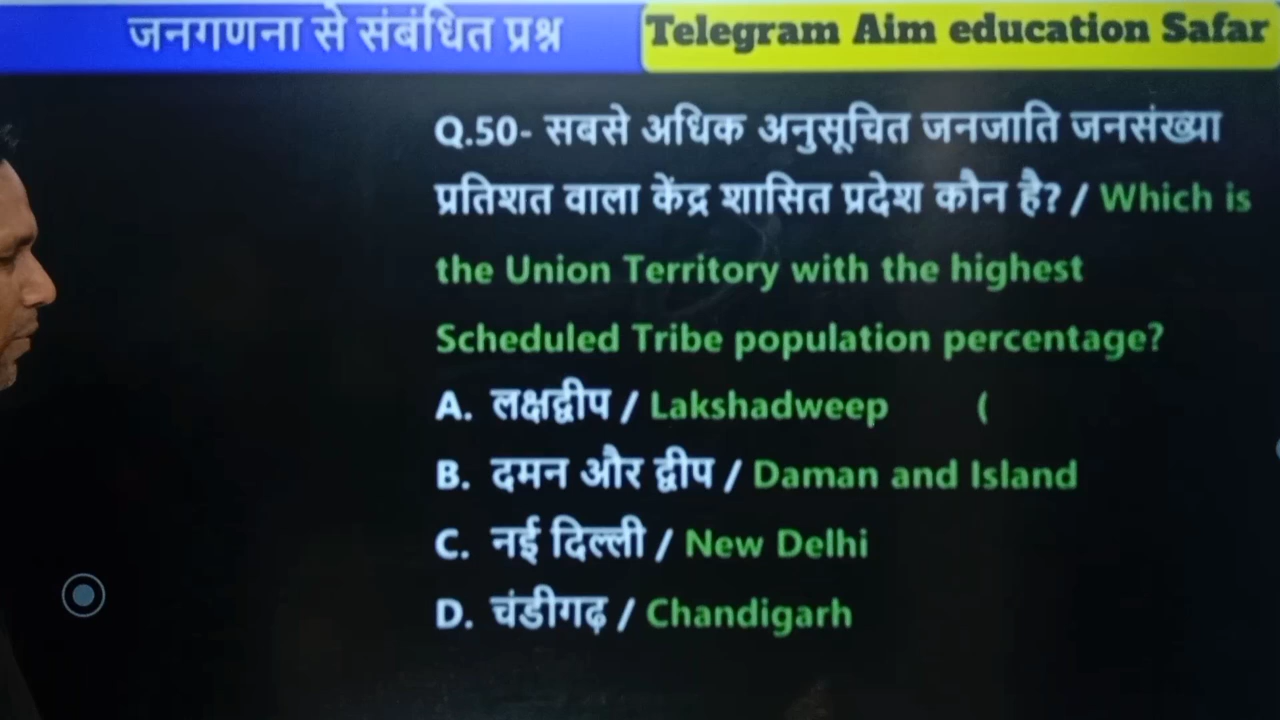 जनगणना से संबंधित प्रश्न
Telegram Aim education Safar
Q.50- सबसे अधिक अनुसूचित जनजाति जनसंख्या
प्रतिशत वाला केंद्र शासित प्रदेश कौन है? / Which is
the Union Territory with the highest
Scheduled Tribe population percentage?
A. लक्षद्वीप / Lakshadweep (
B. दमन और द्वीप / Daman and Island
C. नई दिल्ली / New Delhi
D. चंडीगढ़ / Chandigarh